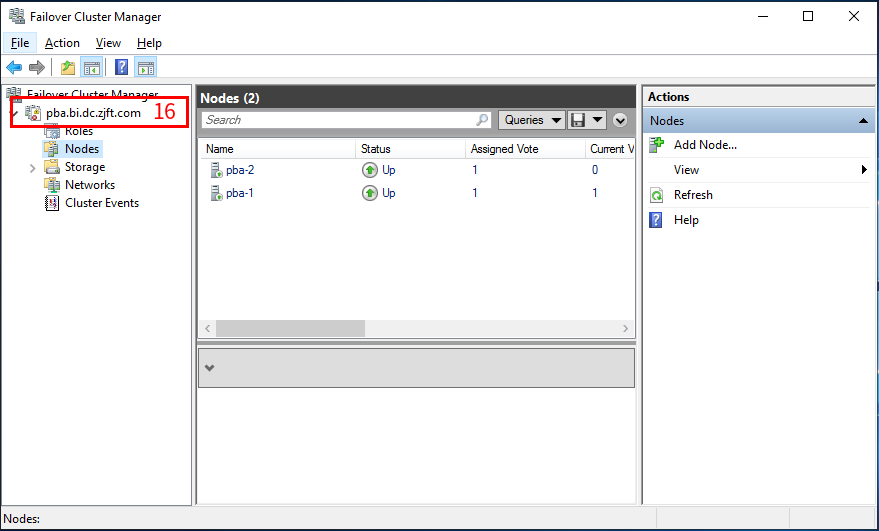 Failover Cluster Manager
File Action View Help
Failover Cluster Manager
pba.bi.dc.zjft.com 16
Roles
Nodes
Storage
Networks
Cluster Events
Nodes (2)
Search Queries
Name Status Assigned Vote Current V
pba-2 Up 1 0
pba-1 Up 1 1
Actions
Nodes
Add Node...
View
Refresh
Help
Nodes: